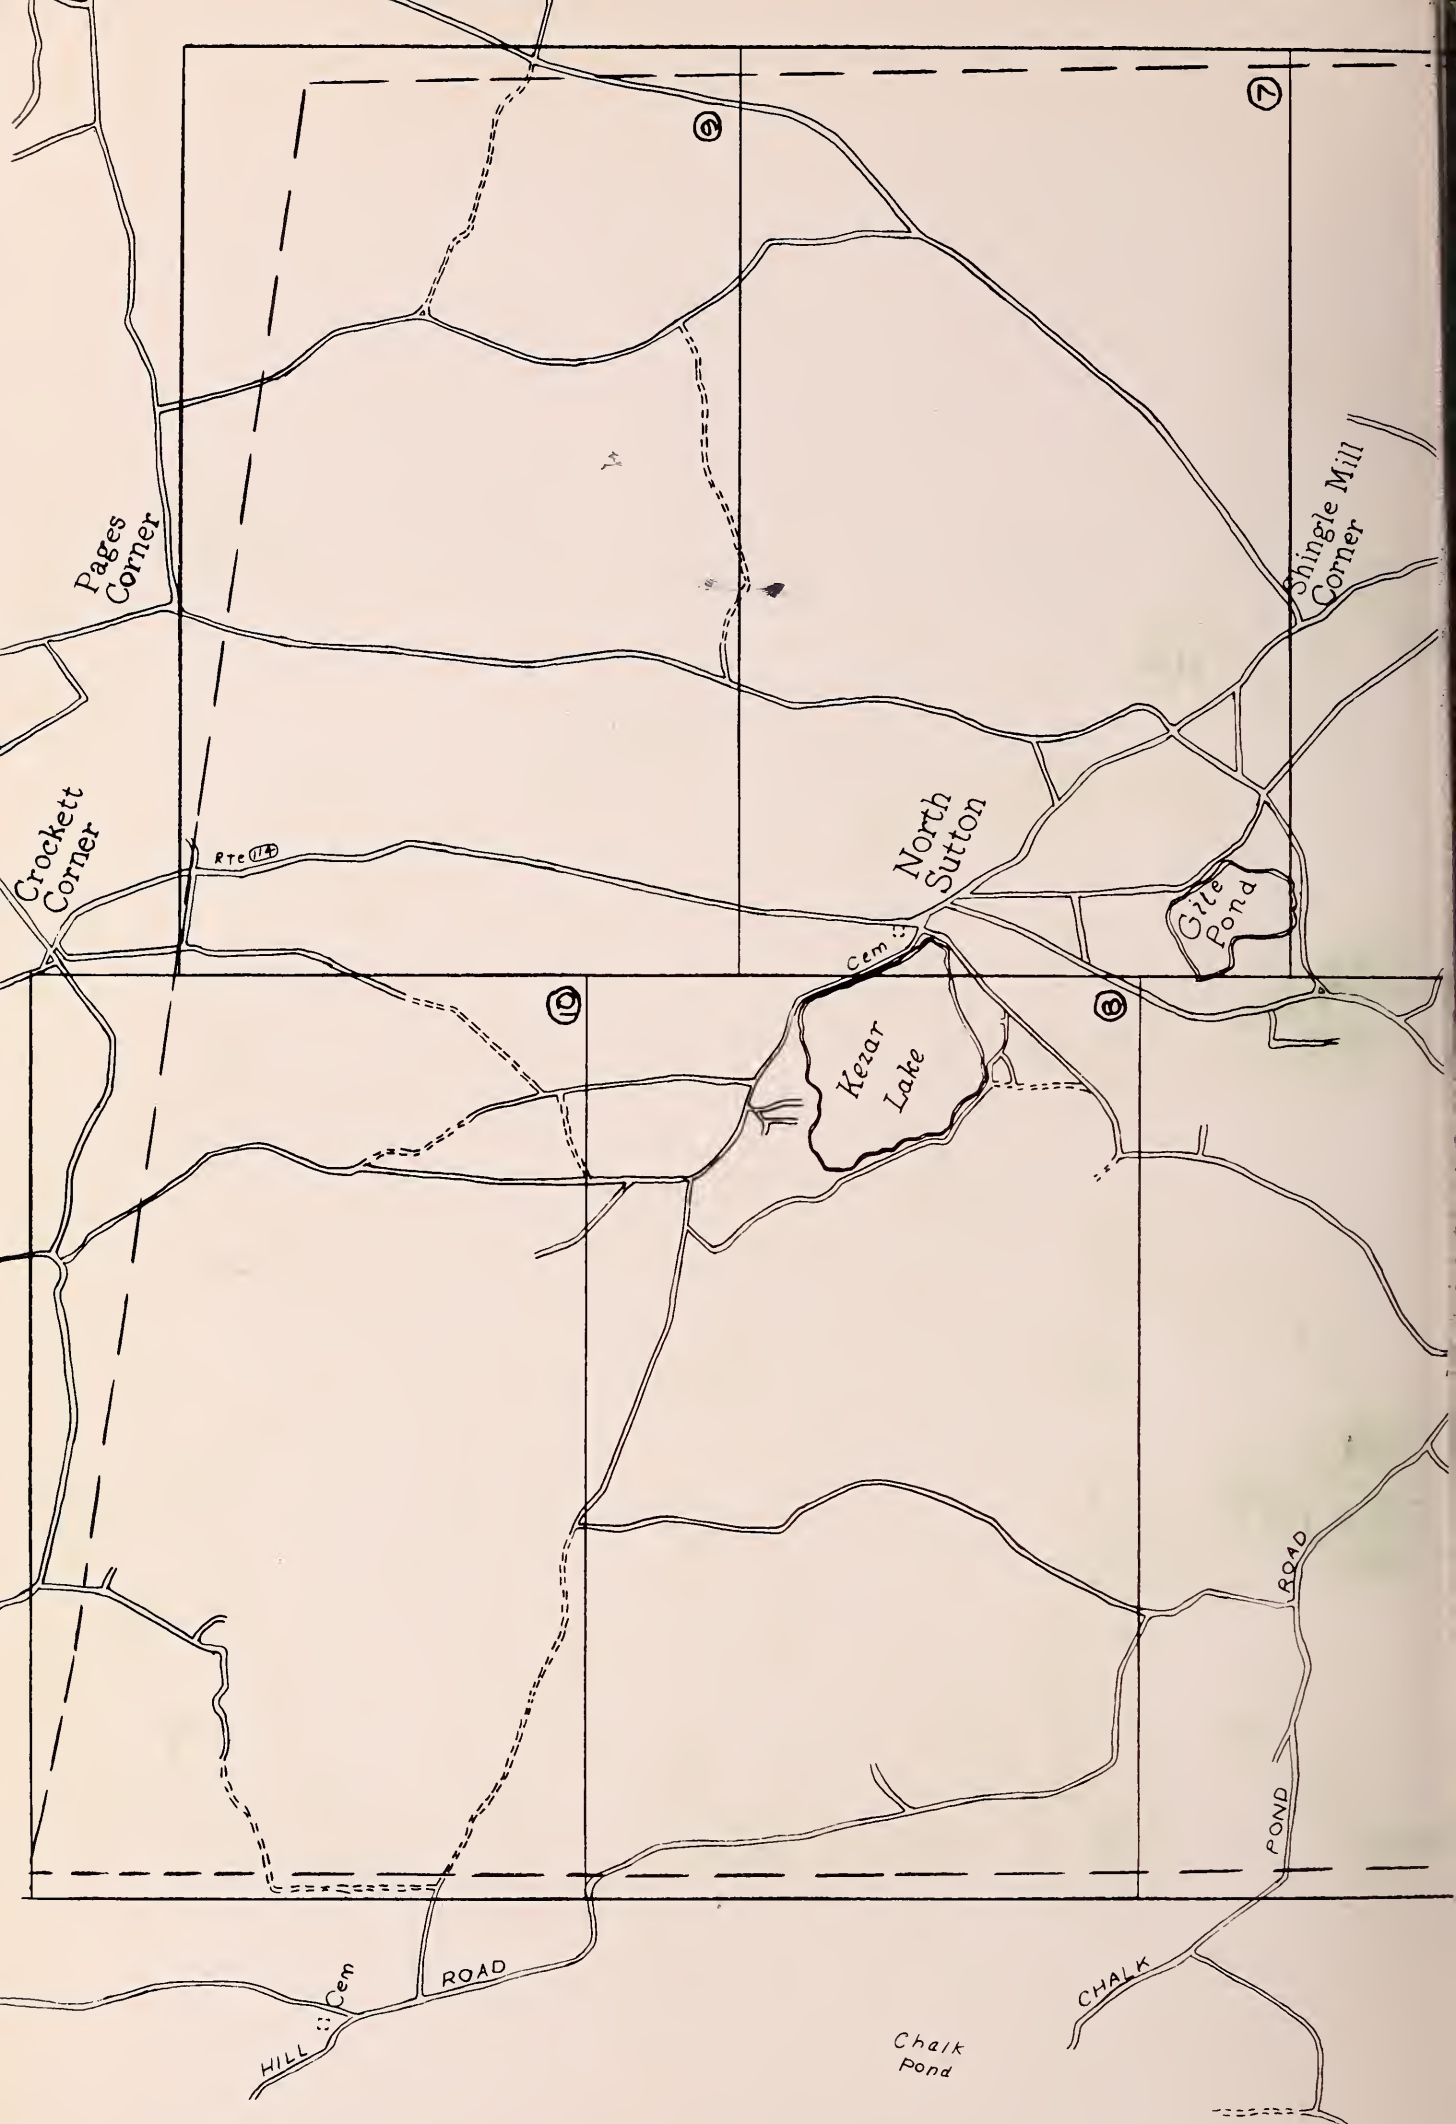 7
9
Pages
Corner
Shingle Mill
Corner
Crockett
Corner
Rte 114
North
Sutton
Gile
Pond
Cem
10
8
Kezar
Lake
ROAD
POND
CHALK
Cem
ROAD
HILL
Chalk
Pond